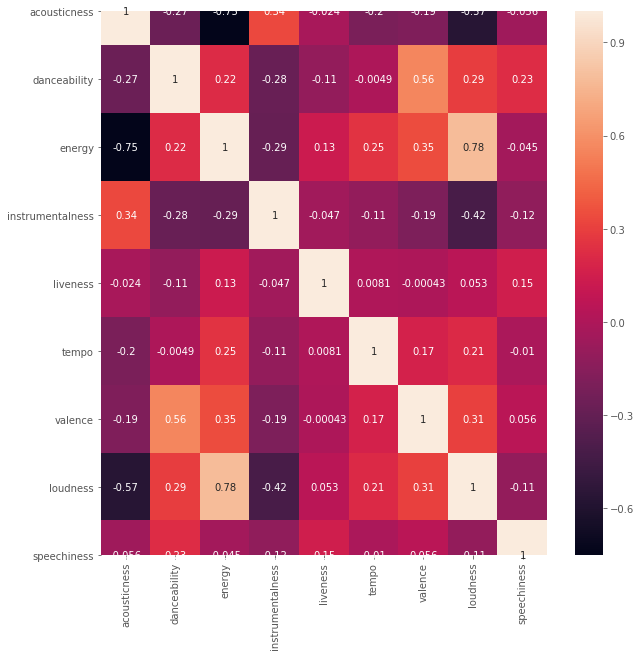 acousticness 1 -0.27 -0.75 0.34 -0.024 -0.2 -0.19 -0.57 -0.056
danceability -0.27 1 0.22 -0.28 -0.11 -0.0049 0.56 0.29 0.23
energy -0.75 0.22 1 -0.29 0.13 0.25 0.35 0.78 -0.045
instrumentalness 0.34 -0.28 -0.29 1 -0.047 -0.11 -0.19 -0.42 -0.12
liveness -0.024 -0.11 0.13 -0.047 1 0.0081 -0.00043 0.053 0.15
tempo -0.2 -0.0049 0.25 -0.11 0.0081 1 0.17 0.21 -0.01
valence -0.19 0.56 0.35 -0.19 -0.00043 0.17 1 0.31 0.056
loudness -0.57 0.29 0.78 -0.42 0.053 0.21 0.31 1 -0.11
speechiness -0.056 0.23 -0.045 -0.12 0.15 -0.01 0.056 -0.11 1
acousticness
danceability
energy
instrumentalness
liveness
tempo
valence
loudness
speechiness
0.9
0.6
0.3
0.0
-0.3
-0.6